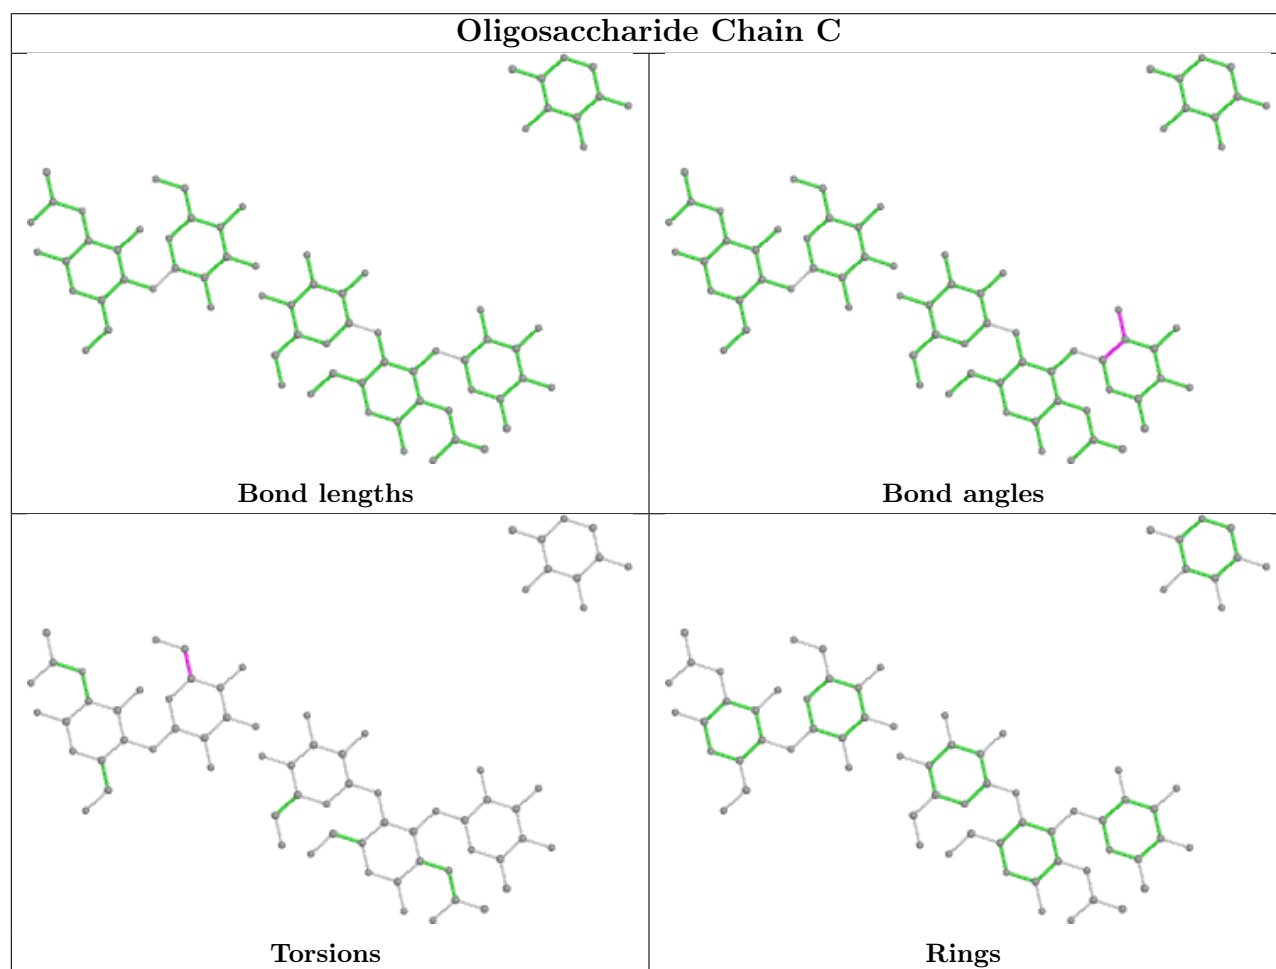 Oligosaccharide Chain C
Bond lengths
Bond angles
Torsions
Rings